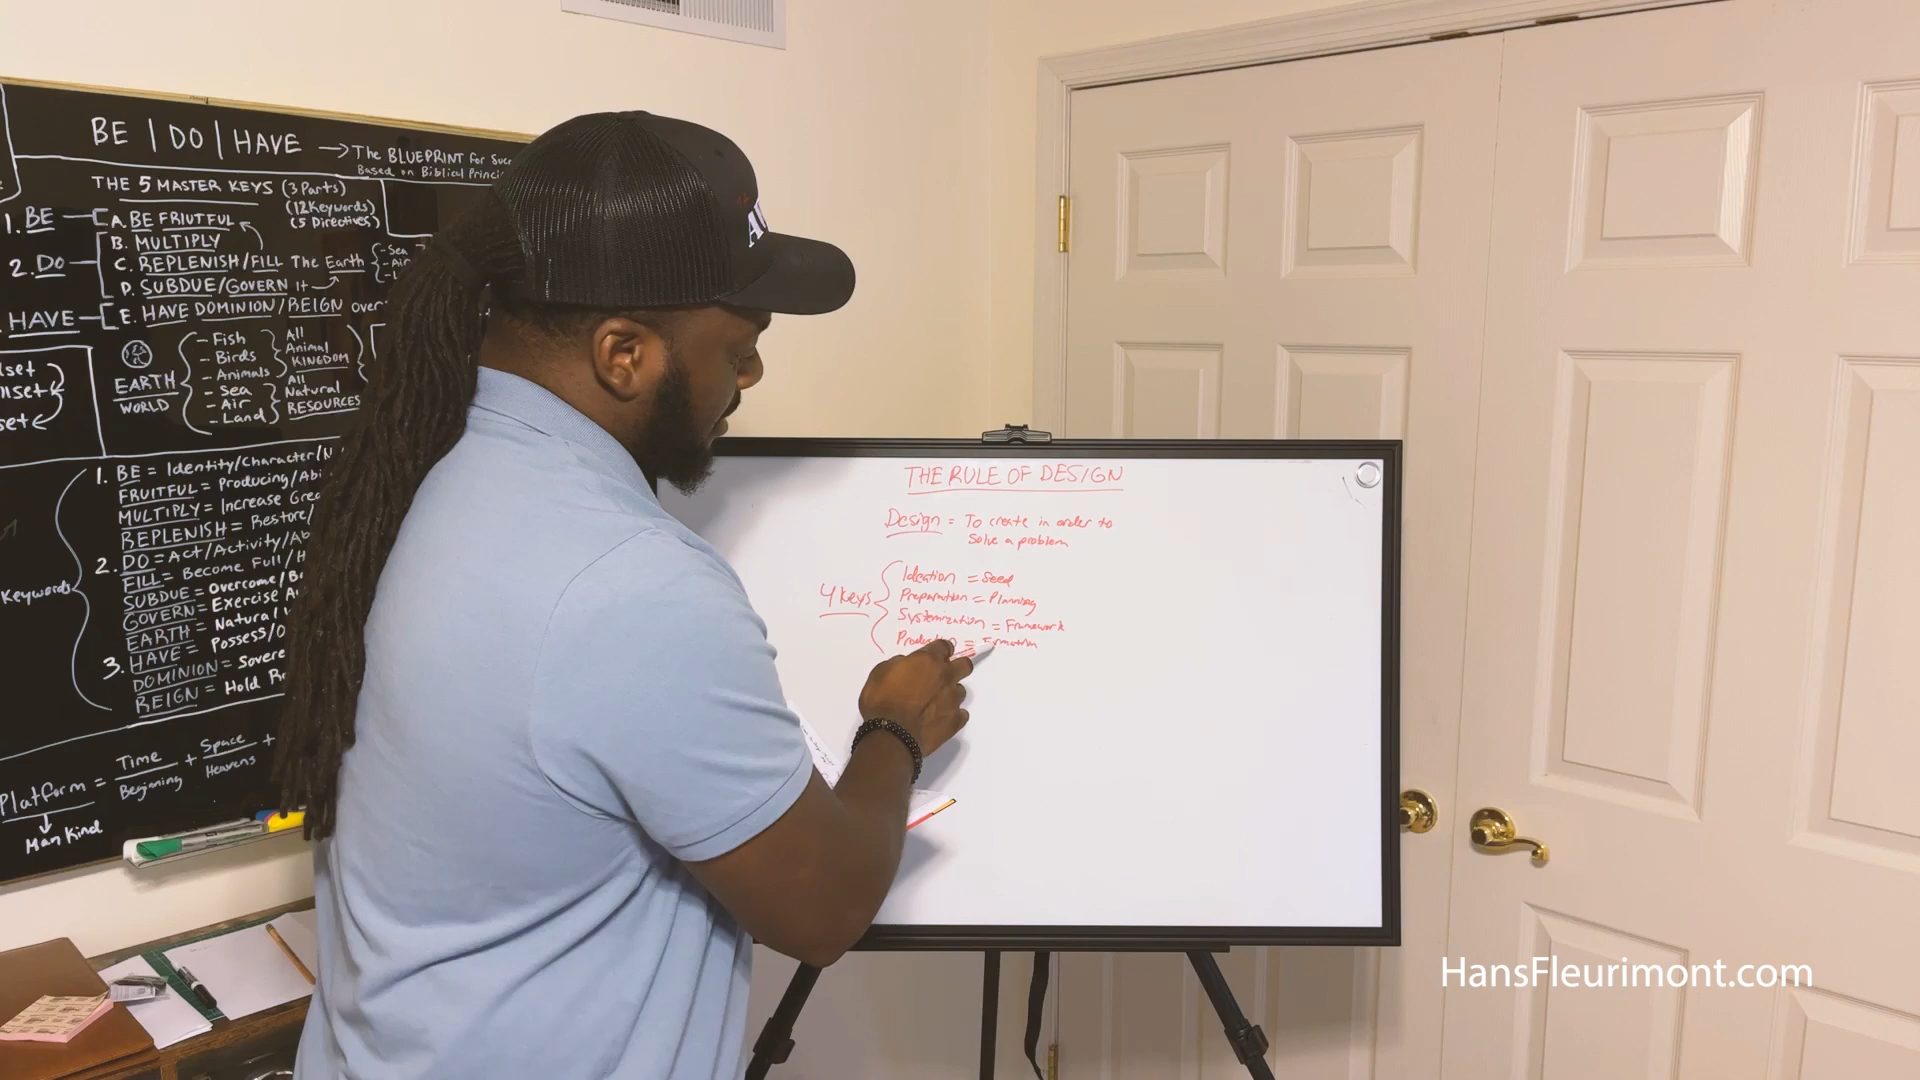 BE | DO | HAVE → The BLUEPRINT for
Based on Biblical
THE 5 MASTER KEYS (3 Parts)
(12 Keywords)
(5 Directives)
1. BE A. BE FRIUTFUL
B. MULTIPLY
2. DO C. REPLENISH/FILL The Earth
D. SUBDUE/GOVERN it
HAVE E. HAVE DOMINION/REIGN over
- Sea
- Fish
- Birds
- Animals
- Sea
- Air
- Land
All
Animal
KINGDOM
All
Natural
RESOURCES
EARTH
WORLD
Keywords
1. BE = Identity/Character/
FRUITFUL = Producing/
MULTIPLY = Increase
REPLENISH = Restore/
2. DO = Act/Activity/
FILL = Become Full/
SUBDUE = Overcome/
GOVERN = Exercise
EARTH = Natural
3. HAVE = Possess/
DOMINION =
REIGN = Hold
Platform = Time + Space +
Beginning Heavens
↓
Man Kind
THE RULE OF DESIGN
Design = To create in order to
Solve a problem
4 Keys
Ideation = Seed
Preparation = Planning
Systemization = Framework
HansFleurimont.com